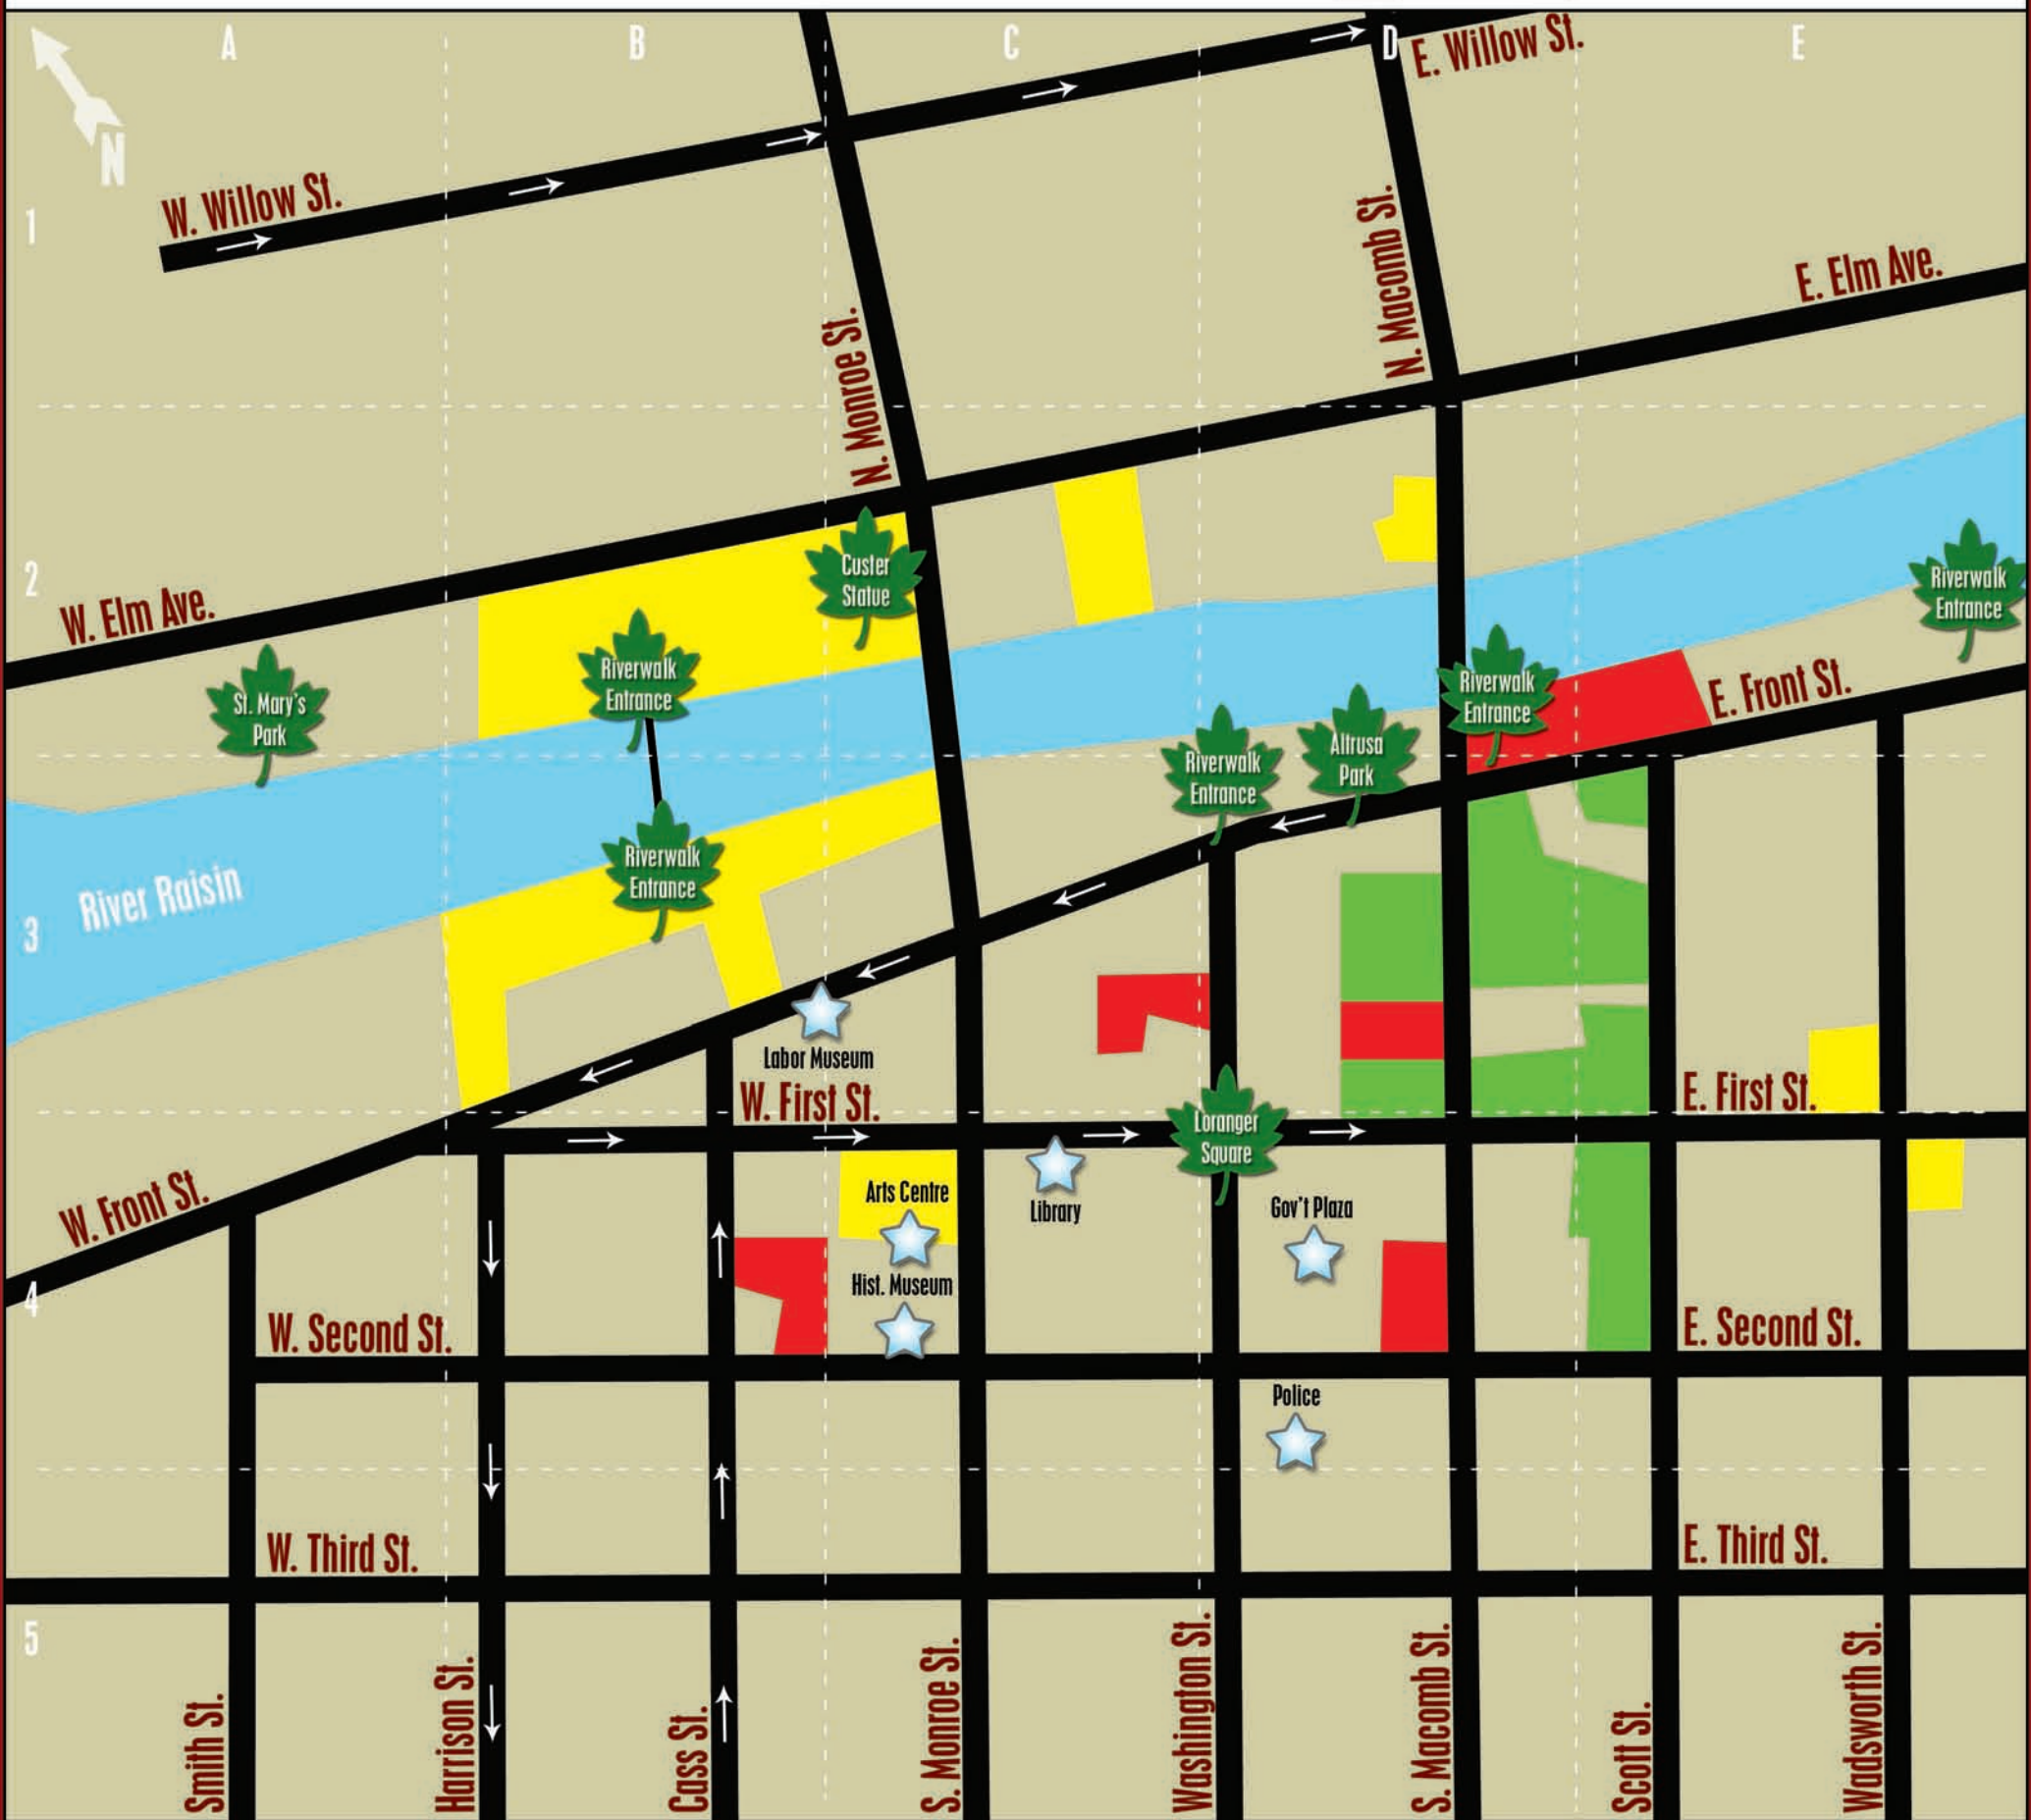 A
B
C
D
E
E. Willow St.
N
W. Willow St.
1
N. Macomb St.
E. Elm Ave.
N. Monroe St.
2
W. Elm Ave.
Custer
Statue
Riverwalk
Entrance
Riverwalk
Entrance
St. Mary's
Park
Riverwalk
Entrance
E. Front St.
Altrusa
Park
Riverwalk
Entrance
Riverwalk
Entrance
River Raisin
3
Labor Museum
W. First St.
E. First St.
Loranger
Square
W. Front St.
Arts Centre
Library
Gov't Plaza
Hist. Museum
4
W. Second St.
E. Second St.
Police
W. Third St.
E. Third St.
5
Smith St.
Harrison St.
Cass St.
S. Monroe St.
Washington St.
S. Macomb St.
Scott St.
Wadsworth St.